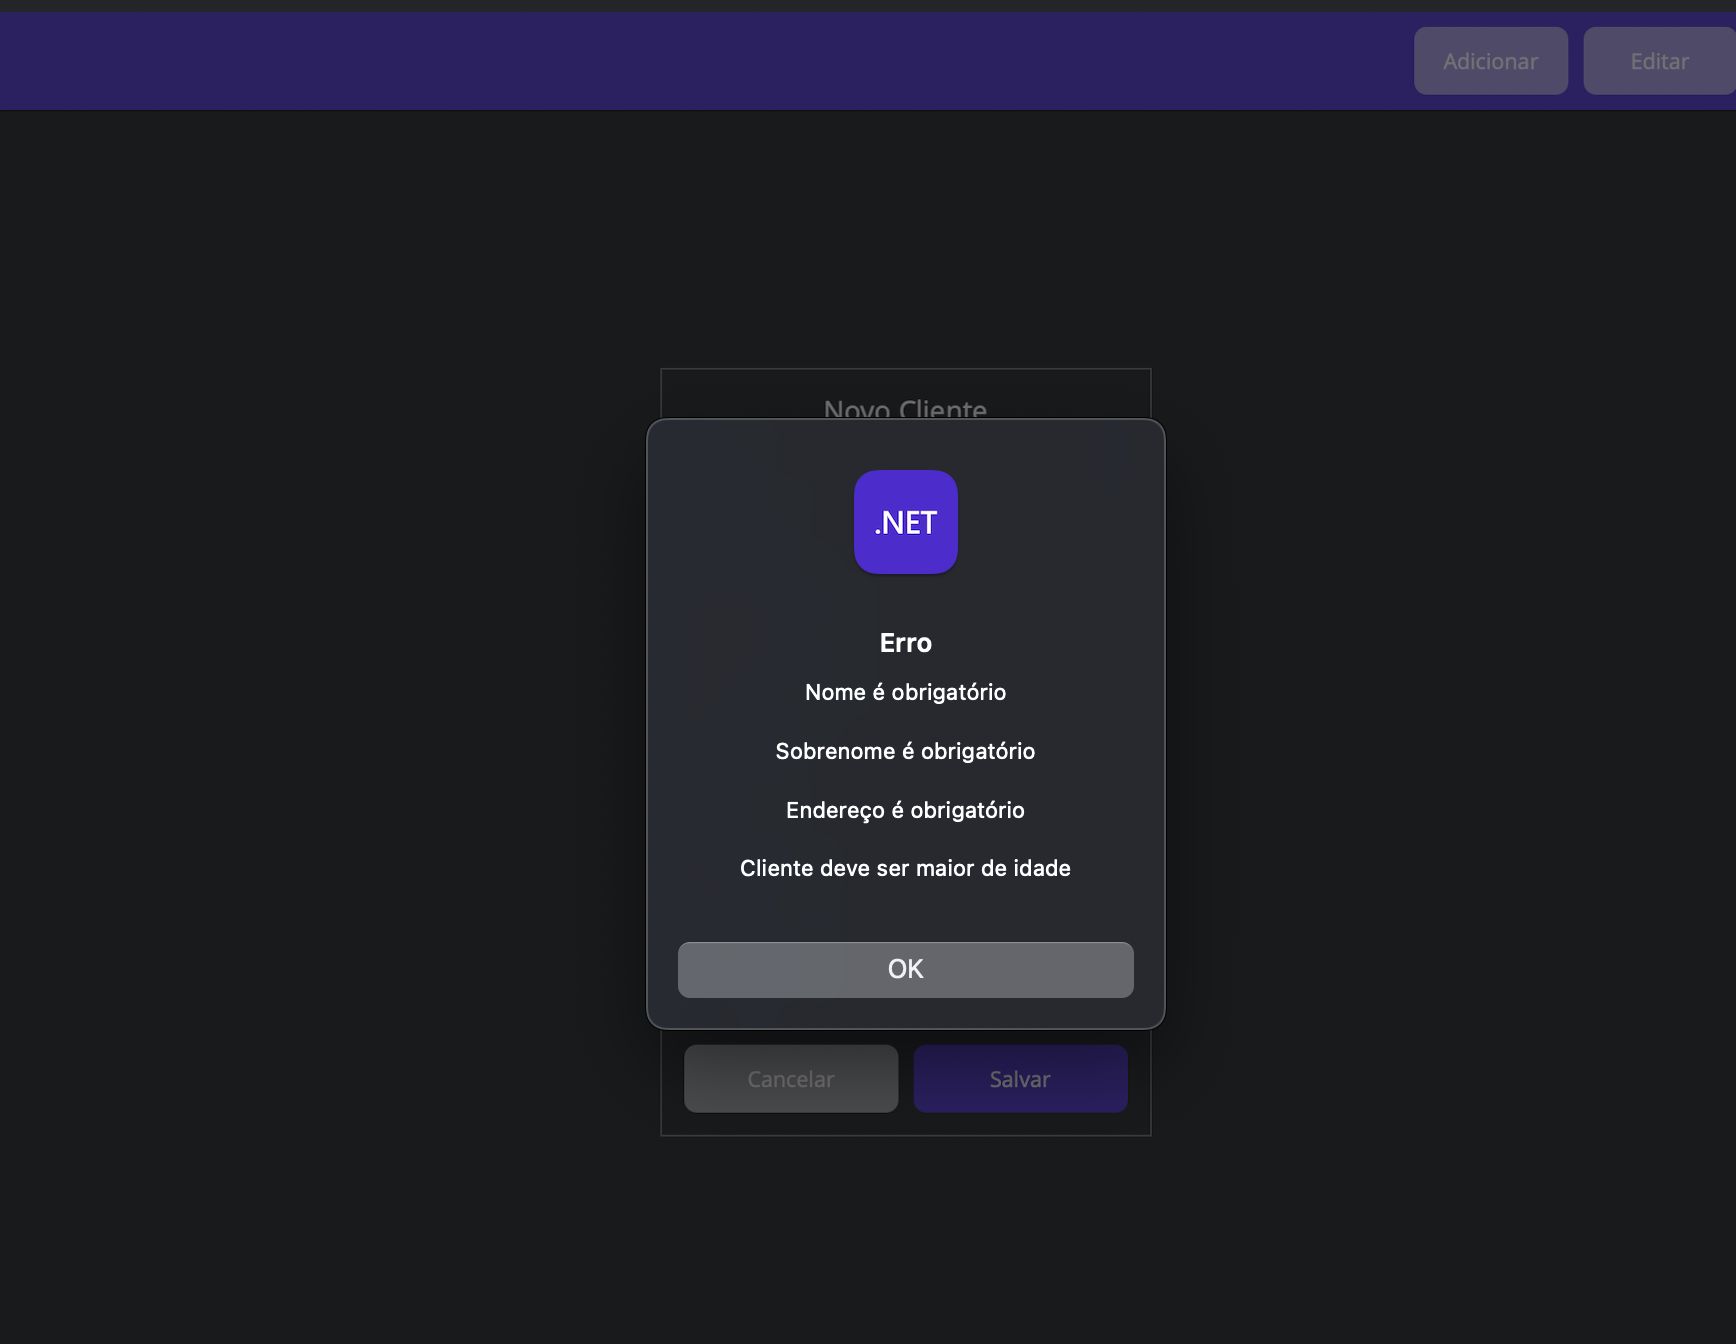 Adicionar
Editar
Novo Cliente
.NET
Erro
Nome é obrigatório
Sobrenome é obrigatório
Endereço é obrigatório
Cliente deve ser maior de idade
OK
Cancelar
Salvar